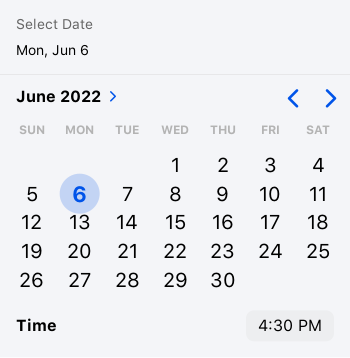 Select Date
Mon, Jun 6
June 2022
SUN MON TUE WED THU FRI SAT
1 2 3 4
5 6 7 8 9 10 11
12 13 14 15 16 17 18
19 20 21 22 23 24 25
26 27 28 29 30
Time 4:30 PM